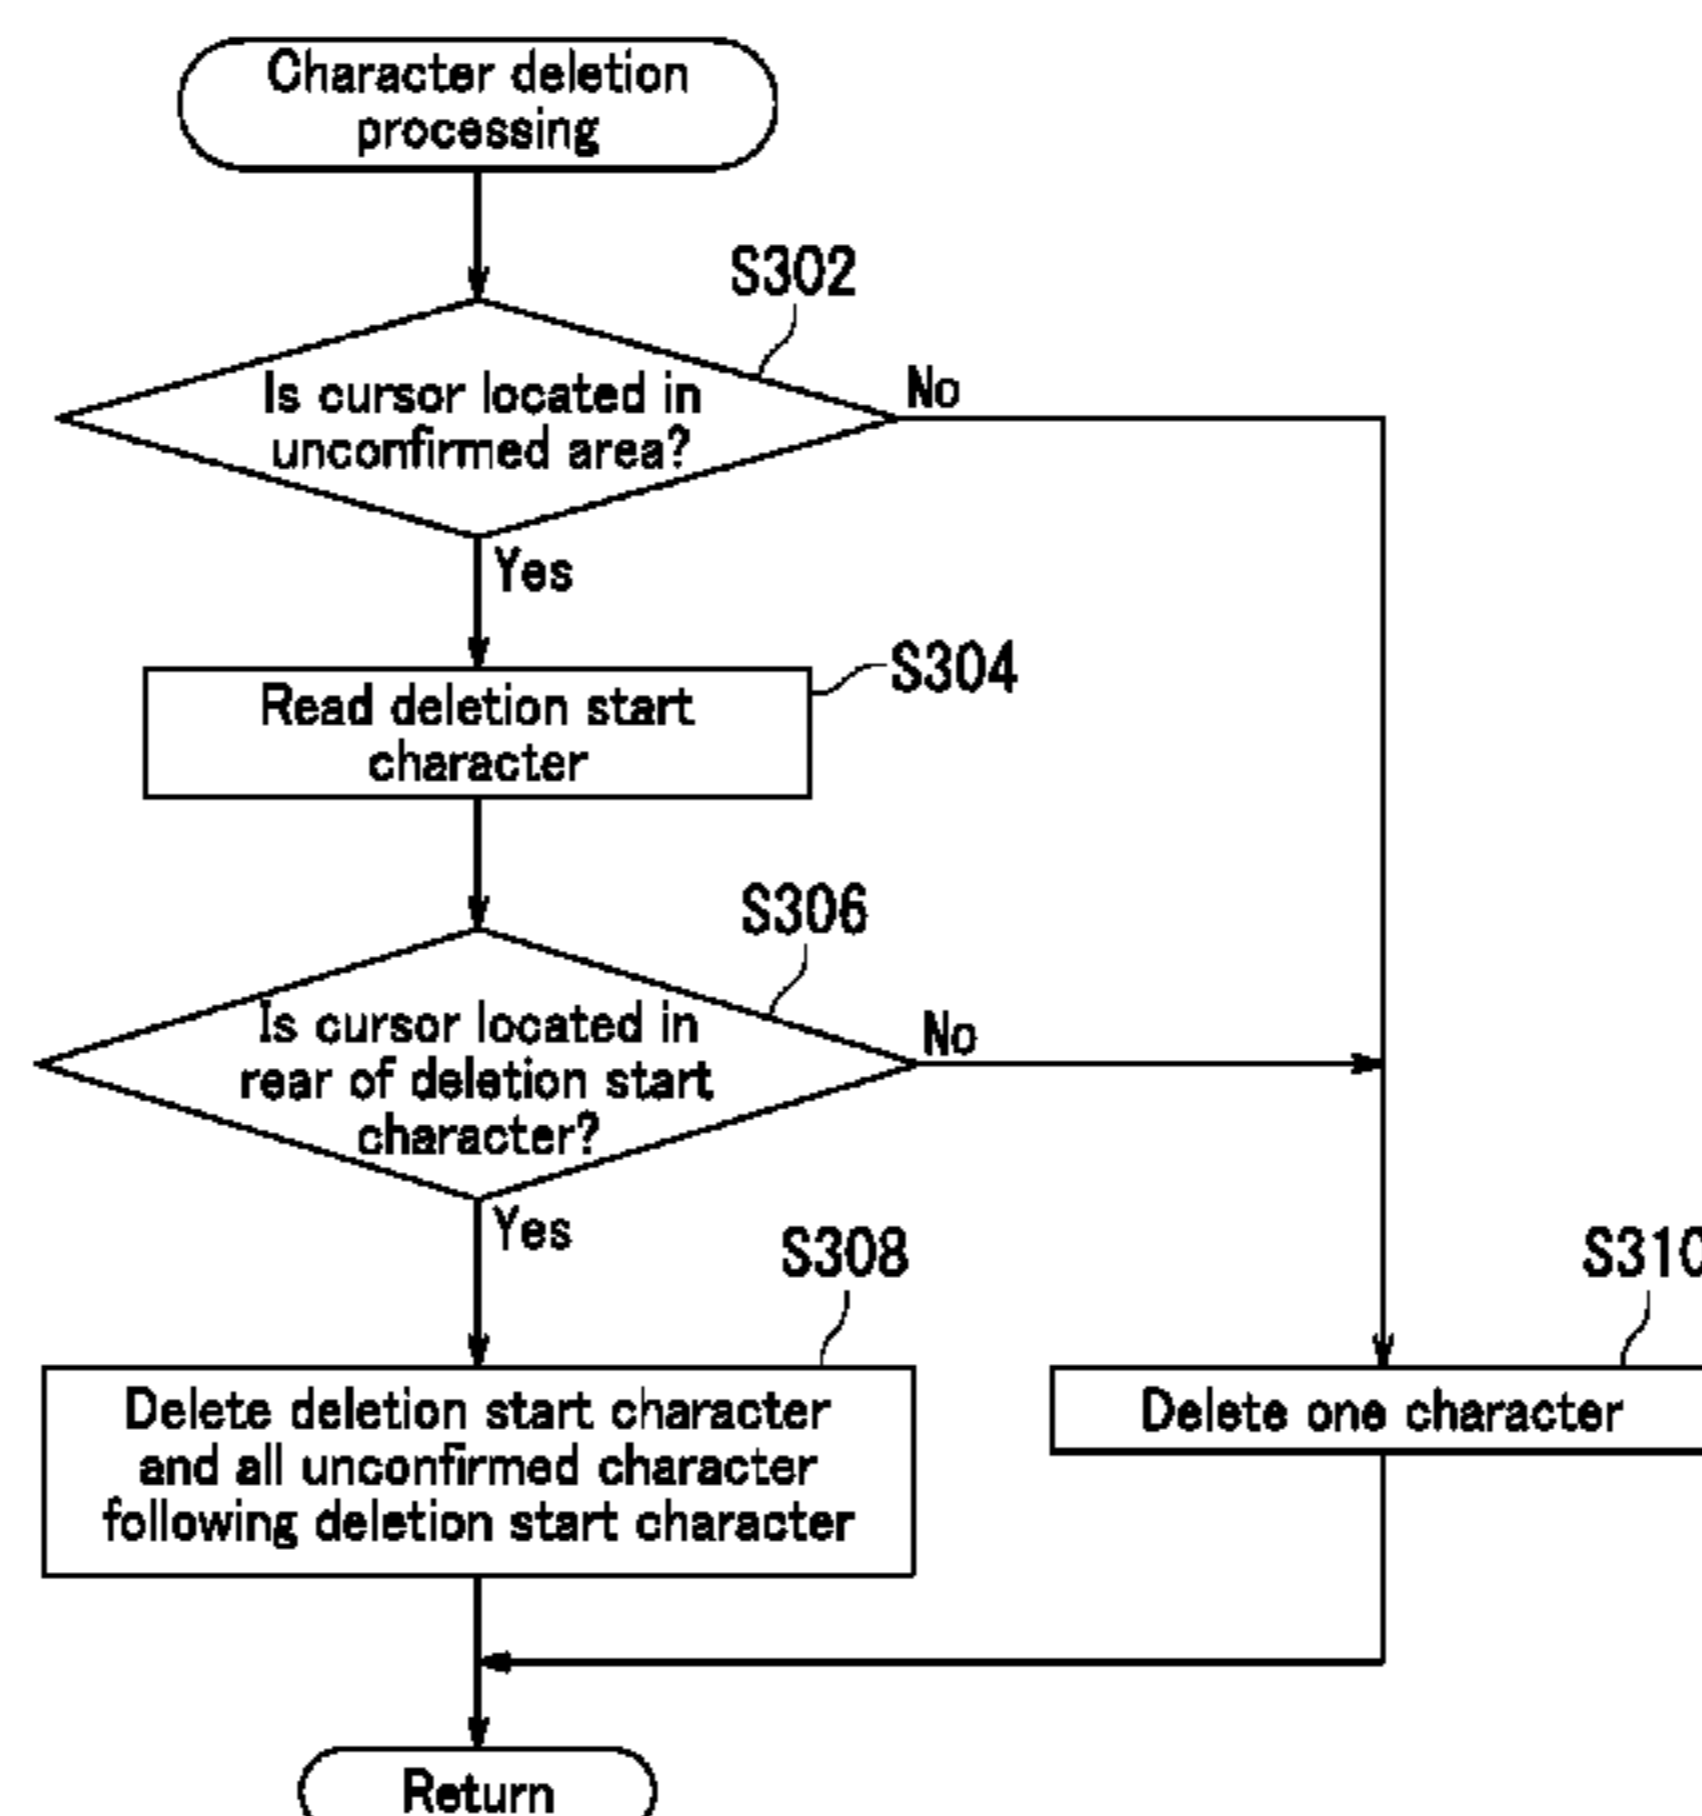 Character deletion
processing
S302
Is cursor located in
unconfirmed area?
No
Yes
S304
Read deletion start
character
S306
Is cursor located in
rear of deletion start
character?
No
Yes
S308
Delete deletion start character
and all unconfirmed character
following deletion start character
S310
Delete one character
Return